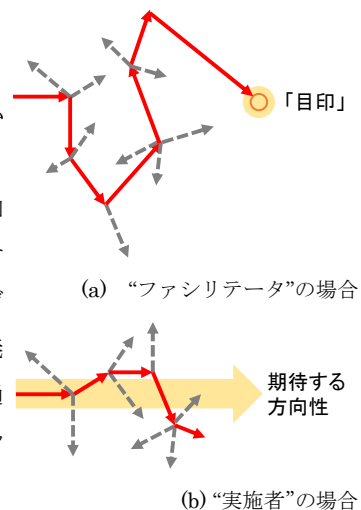 「目印」
(a) “ファシリテータ”の場合
期待する
方向性
(b) “実施者”の場合